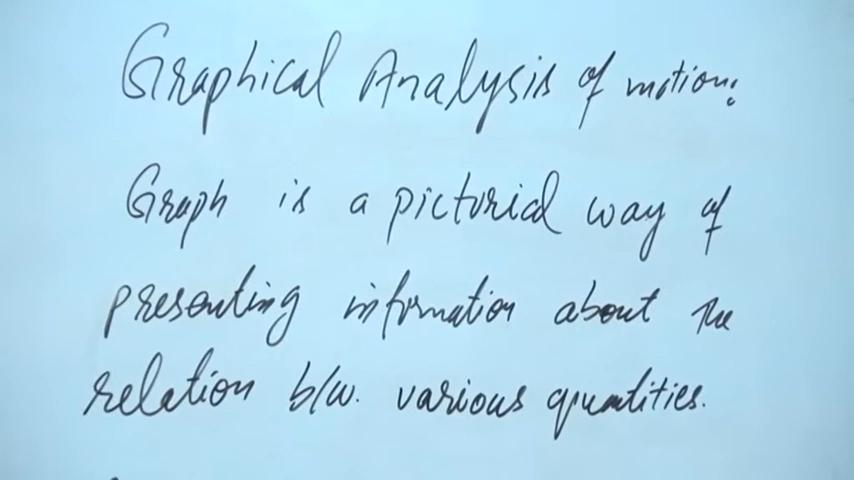 Graphical Analysis of motion:
Graph is a pictorial way of
presenting information about the
relation b/w. various quantities.